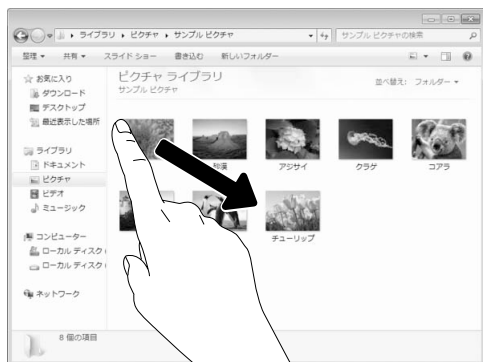 ライブラリ ▸ ピクチャ ▸ サンプル ピクチャ
サンプル ピクチャの検索
整理 共有 スライド ショー 書き込む 新しいフォルダー
お気に入り
ダウンロード
デスクトップ
最近表示した場所
ライブラリ
ドキュメント
ピクチャ
ビデオ
ミュージック
コンピューター
ローカル ディスク
ローカル ディスク
ネットワーク
ピクチャ ライブラリ
サンプル ピクチャ
並べ替え: フォルダー
砂漠
アジサイ
クラゲ
コアラ
チューリップ
8 個の項目